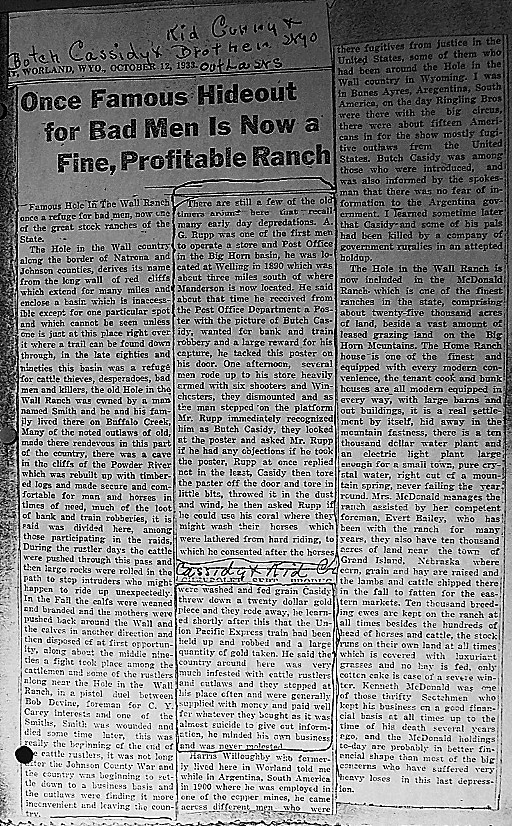 Kid Curry &
Botch Cassidy & Brother
outlaws
, WORLAND, WYO., OCTOBER 12, 1933
Once Famous Hideout
for Bad Men Is Now a
Fine, Profitable Ranch
Famous Hole In The Wall Ranch
once a refuge for bad men, now one
of the great stock ranches of the
State.
The Hole in the Wall country
along the border of Natrona and
Johnson counties, derives its name
from the long wall of red cliffs
which extend for many miles and
enclose a basin which is inaccess-
ible except for one particular spot
and which cannot be seen unless
one is just at this place right over
it where a trail can be found down
through, in the late eighties and
nineties this basin was a refuge
for cattle thieves, desperados, bad
men and killers, the old Hole in the
Wall Ranch was owned by a man
named Smith and he and his fam-
ily lived there on Buffalo Creek,
Many of the noted outlaws of old,
made there rendevous in this part
of the country, there was a cave
in the cliffs of the Powder River
which was rebuilt up with timber-
ed logs and made secure and com-
fortable for man and horses in
times of need, much of the loot
of bank and train robberies, it is
said was divided here, among
those participating in the raids,
During the rustler days the cattle
were pushed through this pass and
then large rocks were rolled in the
path to stop intruders who might
happen to ride up unexpectedly.
In the Fall the calfs were weaned
and branded and the mothers were
pushed back around the Wall and
the calves in another direction and
then disposed of at first opportun-
ity, along about the middle nine-
ties a fight took place among the
cattlemen and some of the rustlers
along near the Hole in the Wall
Ranch, in a pistol duel between
Bob Devine, foreman for C. Y.
Carey interest and one of the
Smiths, Smith was wounded and
died some time later, this was
really the beginning of the end of
cattle rustlers, it was not long
after the Johnson County War and
the country was beginning to set-
tle down to a business basis and
the outlaws were finding it more
inconvenient and leaving the coun-
try.
There are still a few of the old
timers around here that recall
many early day depredations. A.
G. Rupp was one of the first men
to operate a store and Post Office
in the Big Horn basin, he was lo-
cated at Welling in 1890 which was
about three miles south of where
Manderson is now located. He said
about that time he received from
the Post Office Department a Pos-
ter with the picture of Butch Cas-
idy, wanted for bank and train
robbery and a large reward for his
capture, he tacked this poster on
his door. One afternoon, several
men rode up to his store heavily
armed with six shooters and Win-
chesters, they dismounted and as
the man stepped on the platform
Mr. Rupp immediately recognized
him as Butch Cassidy, they looked
at the poster and asked Mr. Rupp
if he had any objections if he took
the poster, Rupp at once replied
not in the least, Casidy then tore
the paster off the door and tore in
little bits, throwed it in the dust
and wind, he then asked Rupp if
he could use his corn where they
might wash their horses which
were lathered from hard riding, to
which he consented after the horses
Cassidy & Kid C
were washed and fed grain Casidy
threw down a twenty dollar gold
piece and they rode away, he learn-
ed shortly after this that the Un-
ion Pacific Express train had been
held up and robbed and a large
quantity of gold taken. He said the
country around here was very
much infested with cattle rustlers
and outlaws and they stopped at
his place often and were generally
supplied with money and paid well
for whatever they bought as it was
almost suicide to give out inform-
ation, he minded his own business
and was never molested.
Harris Willoughby who former-
ly lived here in Worland told me
while in Argentina, South America
in 1900 where he was employed in
one of the copper mines, he came
across different men who were
there fugitives from justice in the
United States, some of them who
had been around the Hole in the
Wall country in Wyoming. I was
in Bones Ayres, Aregentina, South
America, on the day Ringling Bros
were there with the big circus,
there were about fifteen Ameri-
cans in for the show mostly fugi-
tive outlaws from the United
States. Butch Casidy was among
those who were introduced, and
was also informed by the spokes-
man that there was no fear of in-
formation to the Argentina gov-
ernment. I learned sometime later
that Casidy and some of his pals
had been killed by a company of
government ruralies in an attepted
holdup.
The Hole in the Wall Ranch is
now included in the McDonald
Ranch which is one of the finest
ranches in the state, comprising
about twenty-five thousand acres
of land, beside a vast amount of
leased grazing land on the Big
Horn Mountains. The Home Ranch
house is one of the finest and
equipped with every modern con-
venience, the tenant cook and bunk
houses are all modern equipped in
every way, with large barns and
out buildings, it is a real settle-
ment by itself, hid away in the
mountain fastness, there is a ten
thousand dollar water plant and
an electric light plant large
enough for a small town, pure cry-
stal water, right out of a moun-
tain spring, never failing the year
round. Mrs. McDonald manages the
ranch assisted by her competent
foreman, Evert Bailey, who has
been with the ranch for many
years, they also have ten thousand
acres of land near the town of
Grand Island, Nebraska where
corn, grain and hay are raised and
the lambs and cattle shipped there
in the fall to fatten for the eas-
tern markets. Ten thousand breed-
ing ewes are kept on the ranch at
all times besides the hundreds of
head of horses and cattle, the stock
runs on their own land at all times
which is covered with luxuriant
grasses and no hay is fed, only
cotten cake is case of a severe win-
ter. Kenneth McDonald was one
of those thrifty Scotchmen who
kept his business on a good finan-
cial basis at all times up to the
time of his death several years
ago, and the McDonald holdings
to-day are probably in better fin-
ancial shape than most of the big
concerns who have suffered very
heavy loses in this last depress-
ion.